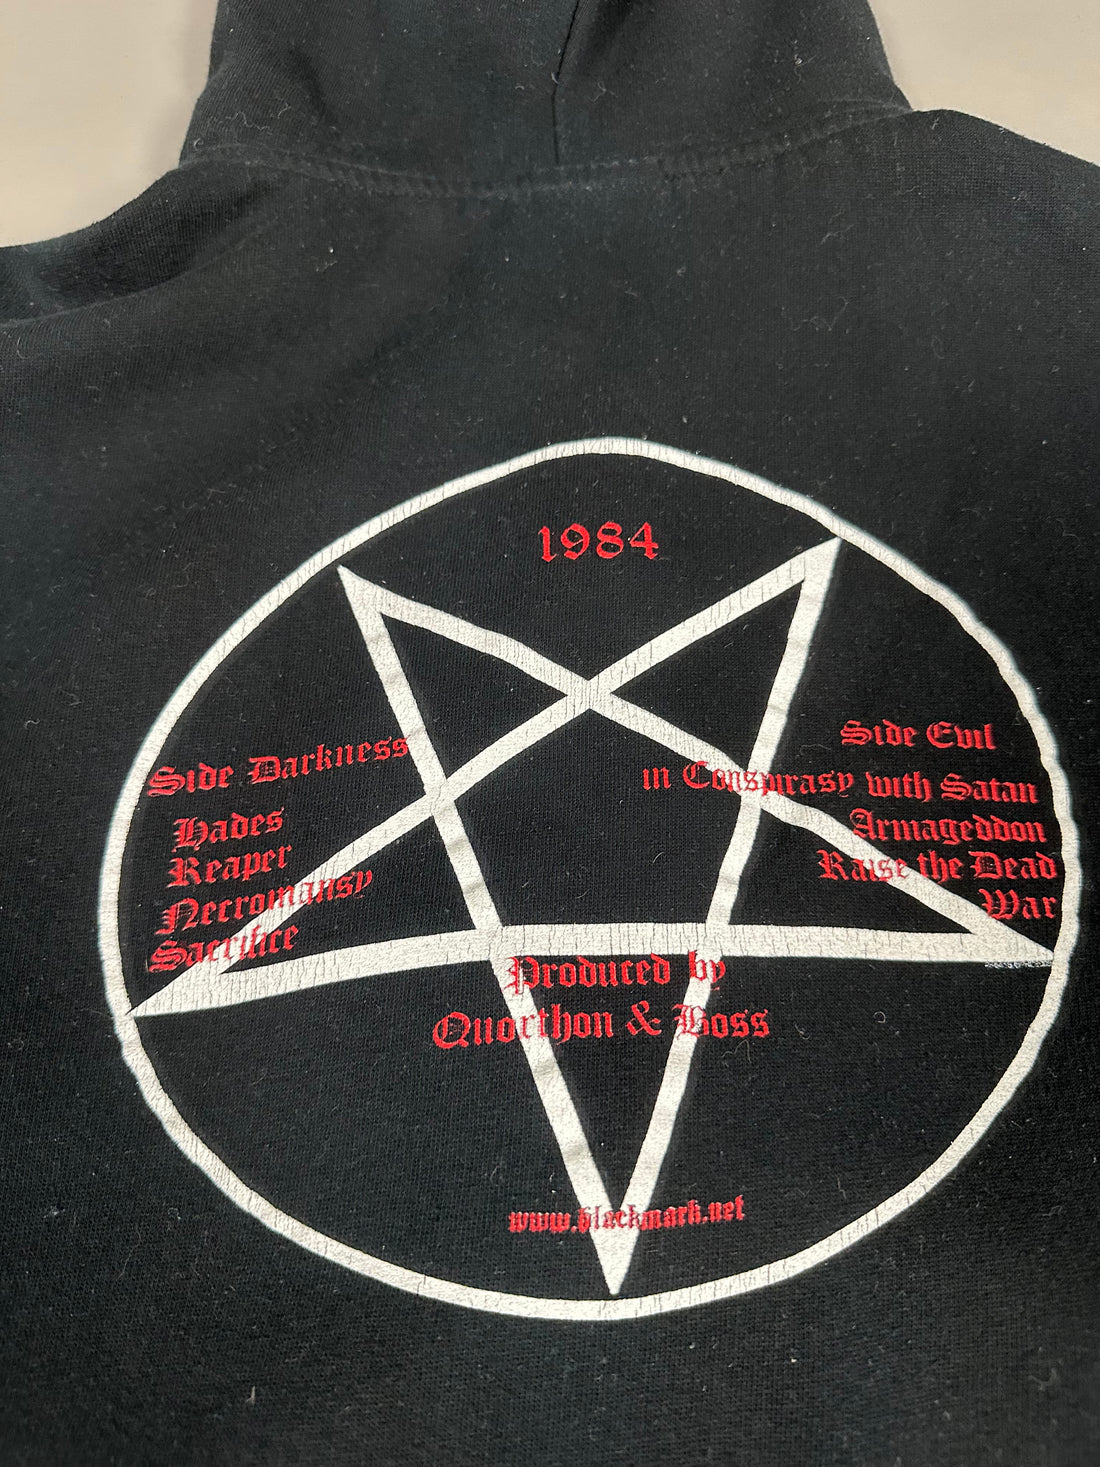 1984
Side Darkness
Hades
Reaper
Necromansy
Sacrifice
Side Evil
in Conspirasy with Satan
Armageddon
Raise the Dead
War
Produced by
Quorthon & Boss
www.blackmark.net